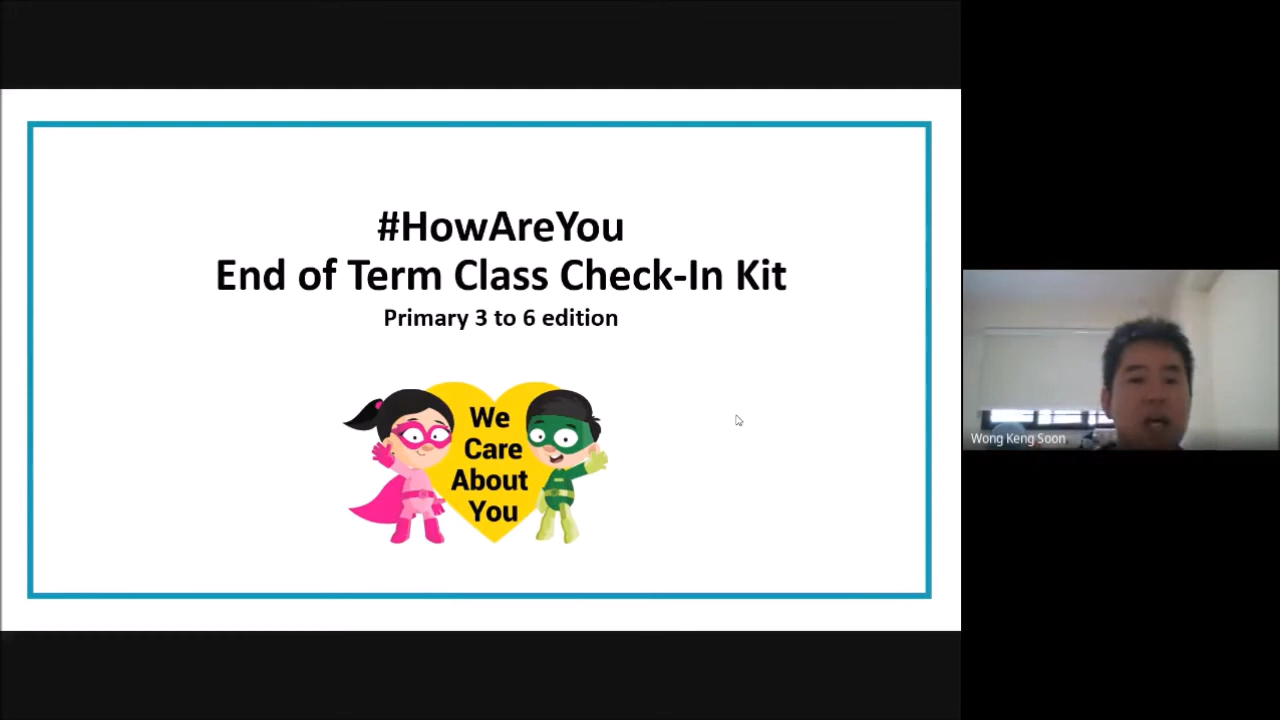 #HowAreYou
End of Term Class Check-In Kit
Primary 3 to 6 edition
We
Care
About
You
Wong Keng Soon